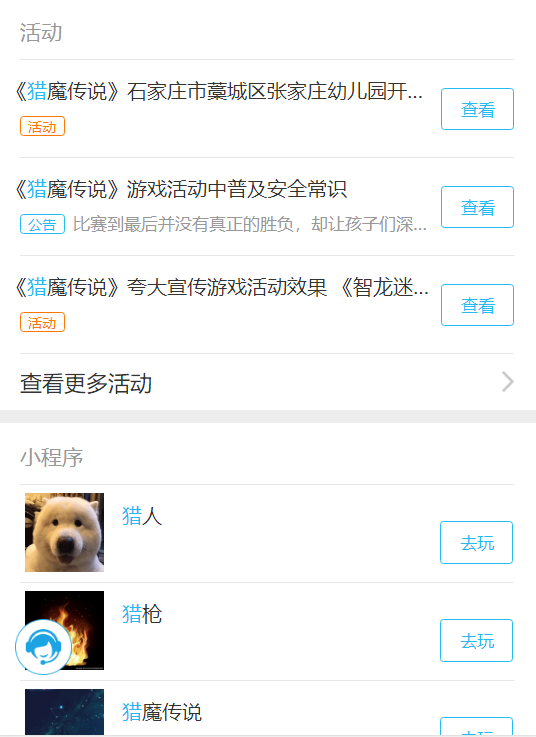 活动
《猎魔传说》石家庄市藁城区张家庄幼儿园开...
查看
活动
《猎魔传说》游戏活动中普及安全常识
查看
公告 比赛到最后并没有真正的胜负，却让孩子们深...
《猎魔传说》夸大宣传游戏活动效果 《智龙迷...
查看
活动
查看更多活动
小程序
猎人
去玩
猎枪
去玩
猎魔传说
去玩